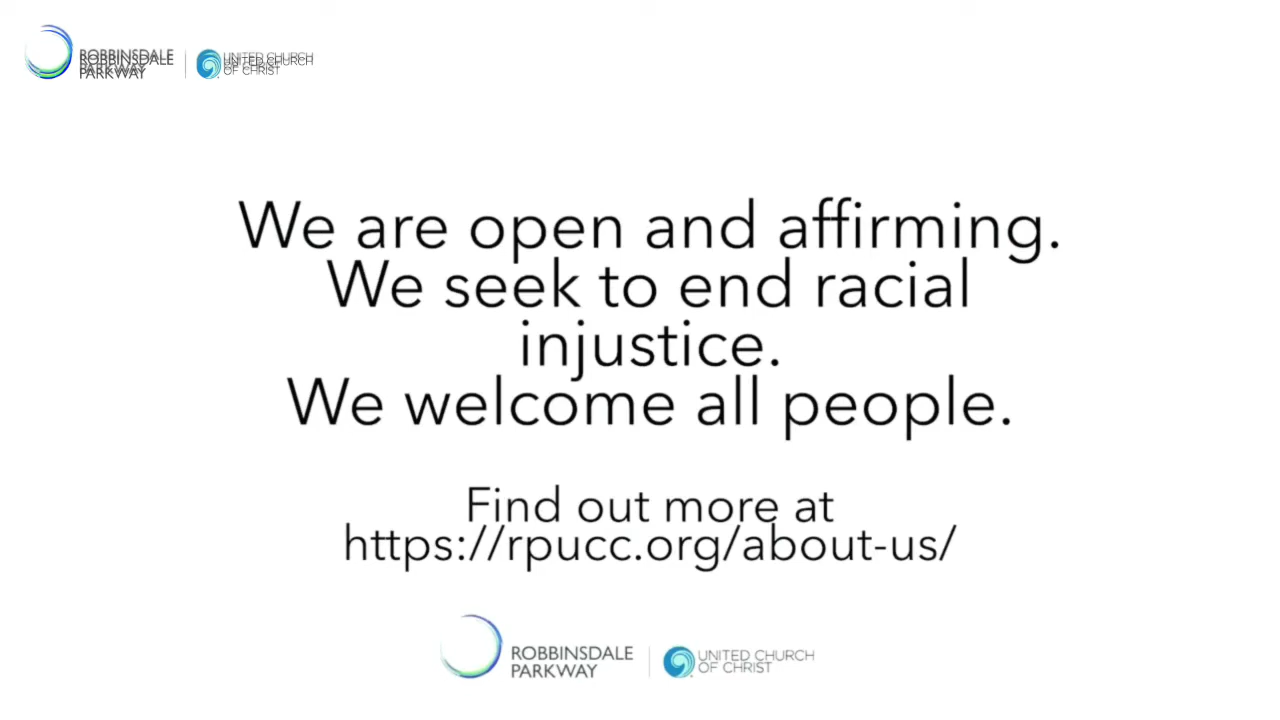 ROBBINSDALE
PARKWAY
UNITED CHURCH
OF CHRIST
We are open and affirming.
We seek to end racial
injustice.
We welcome all people.
Find out more at
https://rpucc.org/about-us/
ROBBINSDALE
PARKWAY
UNITED CHURCH
OF CHRIST